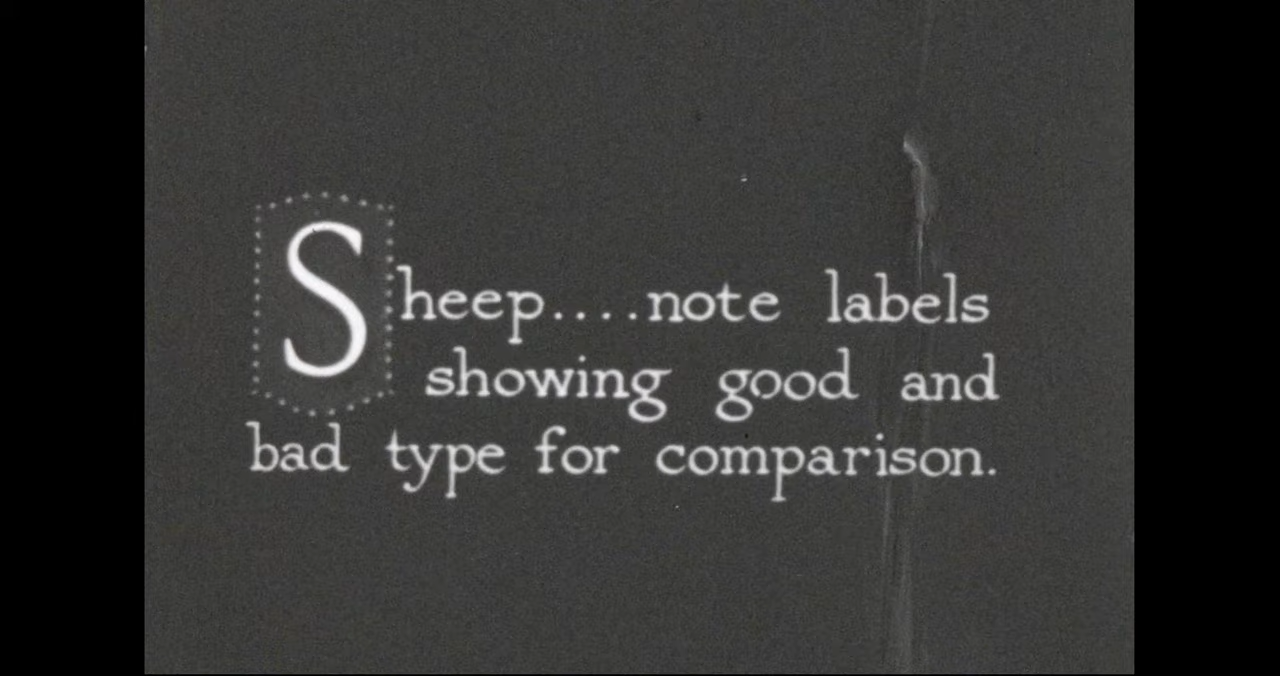 Sheep....note labels
showing good and
bad type for comparison.